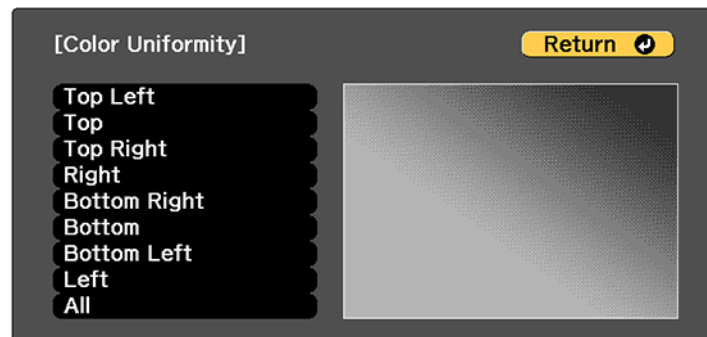 [Color Uniformity]
Return
Top Left
Top
Top Right
Right
Bottom Right
Bottom
Bottom Left
Left
All